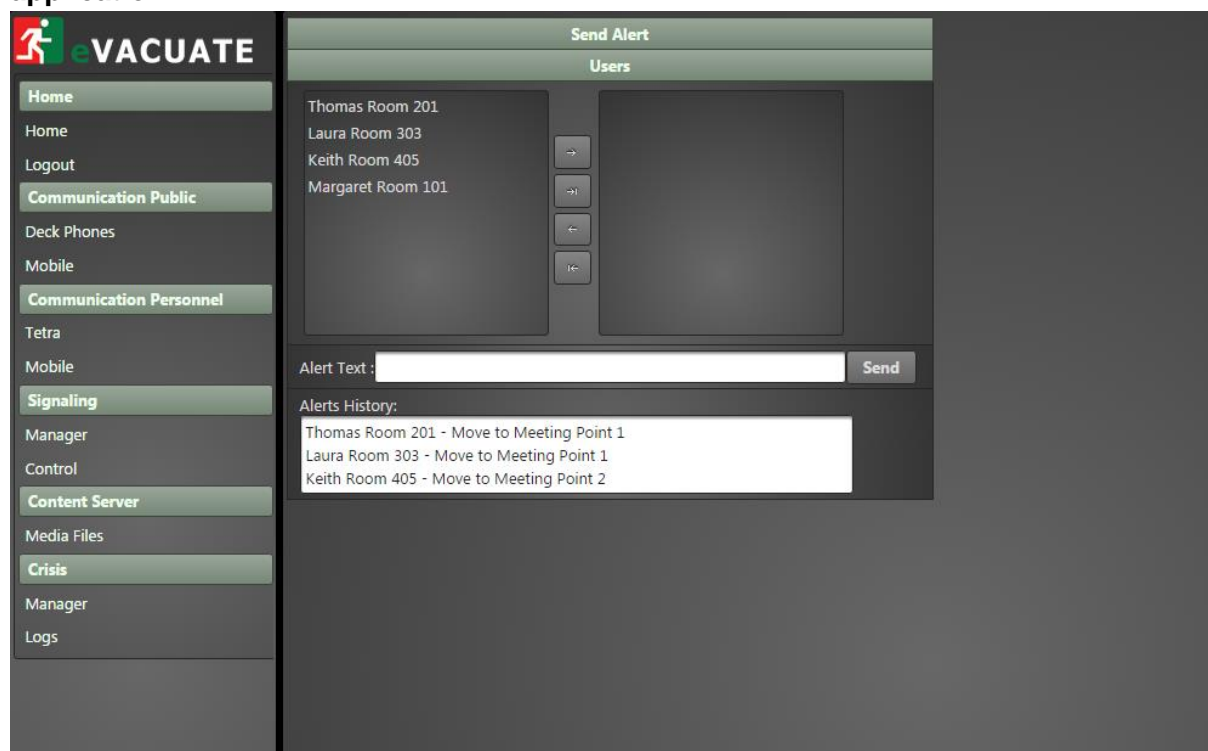 eVACUATE
Home
Home
Logout
Communication Public
Deck Phones
Mobile
Communication Personnel
Tetra
Mobile
Signaling
Manager
Control
Content Server
Media Files
Crisis
Manager
Logs
Send Alert
Users
Thomas Room 201
Laura Room 303
Keith Room 405
Margaret Room 101
Alert Text :
Send
Alerts History:
Thomas Room 201 - Move to Meeting Point 1
Laura Room 303 - Move to Meeting Point 1
Keith Room 405 - Move to Meeting Point 2